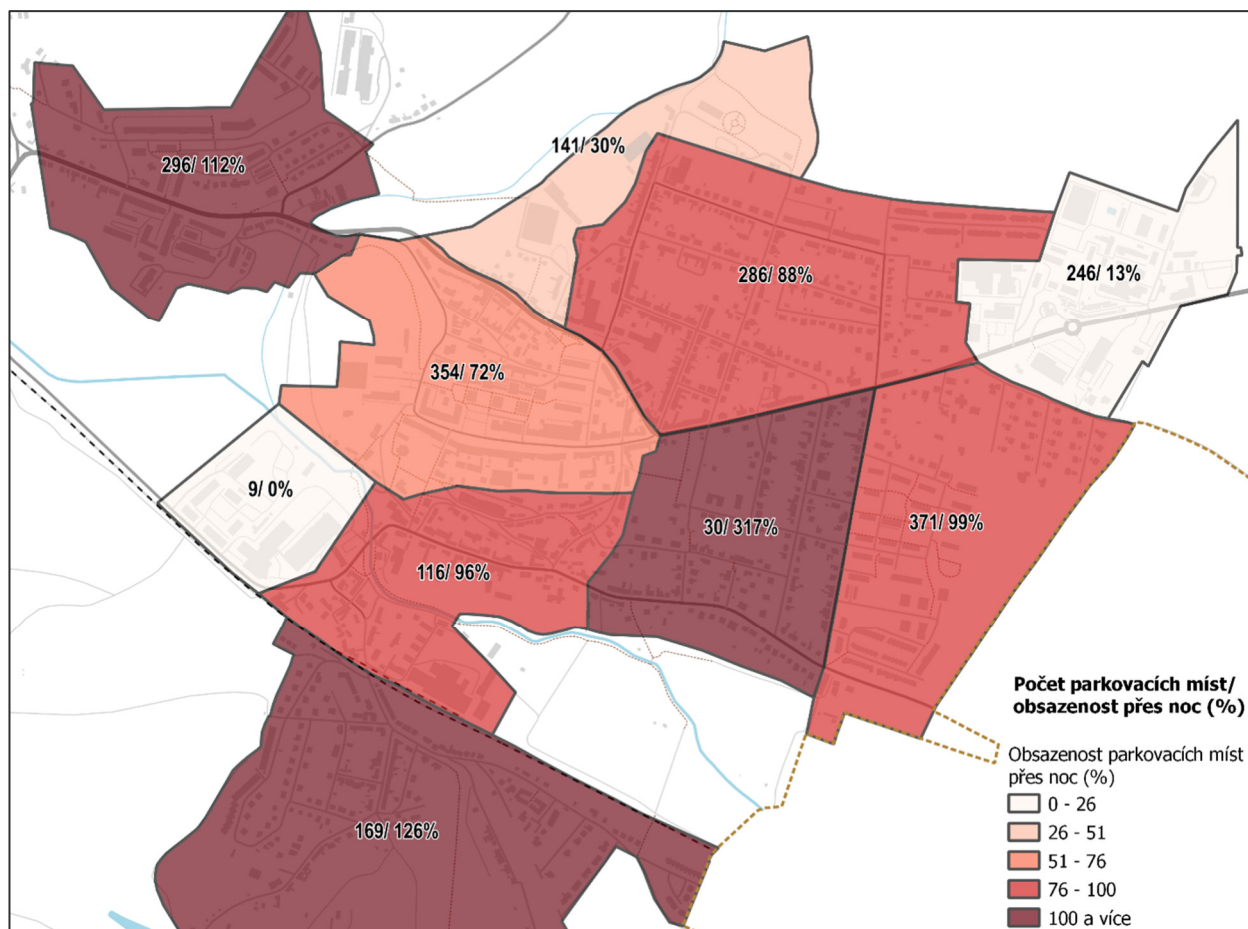 141/ 30%
296/ 112%
286/ 88%
246/ 13%
354/ 72%
9/ 0%
30/ 317%
371/ 99%
116/ 96%
169/ 126%
Počet parkovacích míst/
obsazenost přes noc (%)
Obsazenost parkovacích míst
přes noc (%)
0 - 26
26 - 51
51 - 76
76 - 100
100 a více